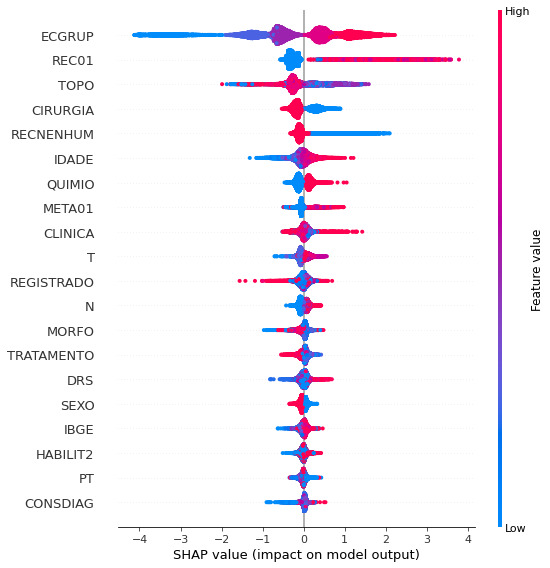 High
ECGRUP
REC01
TOPO
CIRURGIA
RECNENHUM
IDADE
QUIMIO
META01
CLINICA
T
REGISTRADO
N
MORFO
TRATAMENTO
DRS
SEXO
IBGE
HABILIT2
PT
CONSDIAG
Feature value
Low
−4 −3 −2 −1 0 1 2 3 4
SHAP value (impact on model output)